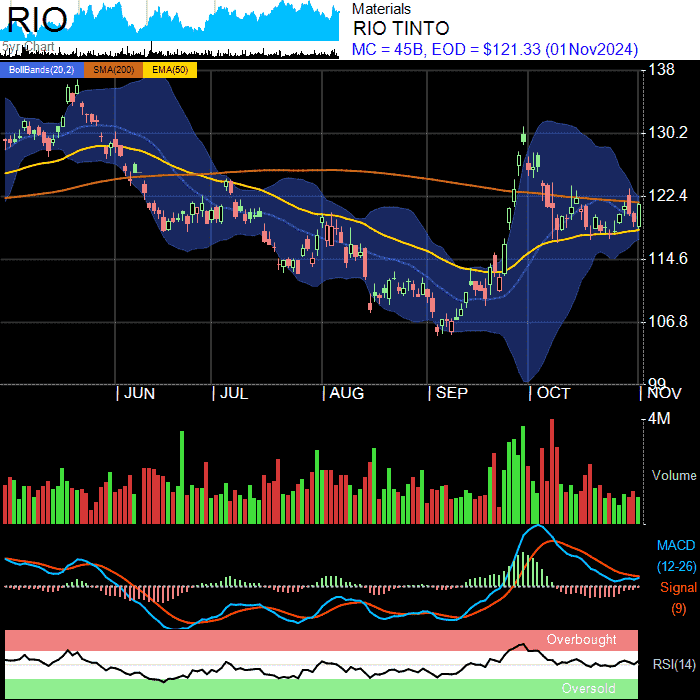 RIO
5yr Chart
Materials
RIO TINTO
MC = 45B, EOD = $121.33 (01Nov2024)
BollBands(20,2) SMA(200) EMA(50)
138
130.2
122.4
114.6
106.8
99
JUN JUL AUG SEP OCT NOV
4M
Volume
MACD
(12-26)
Signal
(9)
Overbought
RSI(14)
Oversold